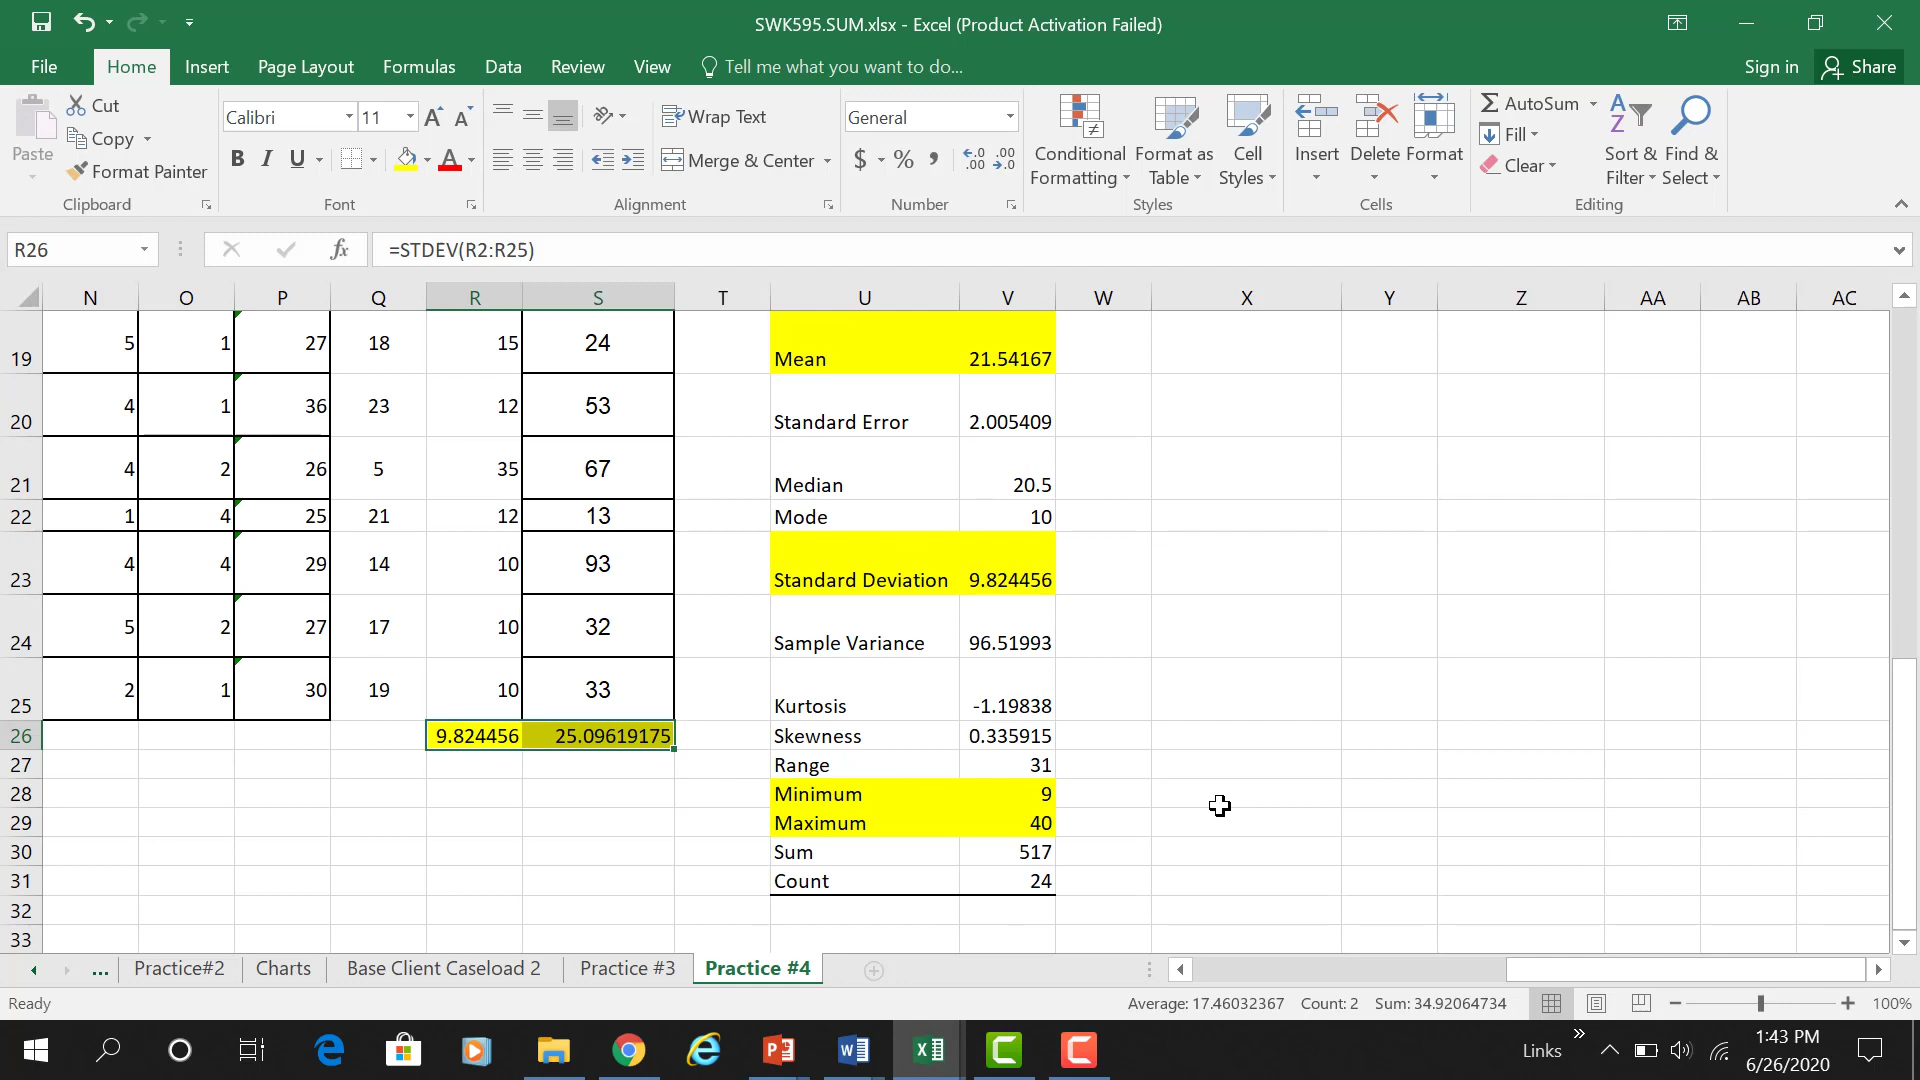 SWK595.SUM.xlsx - Excel (Product Activation Failed)
File Home Insert Page Layout Formulas Data Review View Tell me what you want to do... Sign in Share
Paste
Cut
Copy
Format Painter
Clipboard
Calibri 11
B I U
Font
Wrap Text
Merge & Center
Alignment
General
$ % ,
Number
Conditional Formatting
Format as Table
Cell Styles
Styles
Insert Delete Format
Cells
AutoSum
Fill
Clear
Sort & Filter
Find & Select
Editing
R26 fx =STDEV(R2:R25)
N O P Q R S T U V W X Y Z AA AB AC
19 5 1 27 18 15 24 Mean 21.54167
20 4 1 36 23 12 53 Standard Error 2.005409
21 4 2 26 5 35 67 Median 20.5
22 1 4 25 21 12 13 Mode 10
23 4 4 29 14 10 93 Standard Deviation 9.824456
24 5 2 27 17 10 32 Sample Variance 96.51993
25 2 1 30 19 10 33 Kurtosis -1.19838
26 9.824456 25.09619175 Skewness 0.335915
27 Range 31
28 Minimum 9
29 Maximum 40
30 Sum 517
31 Count 24
32
33
... Practice#2 Charts Base Client Caseload 2 Practice #3 Practice #4
Ready Average: 17.46032367 Count: 2 Sum: 34.92064734 100%
Links 1:43 PM
6/26/2020